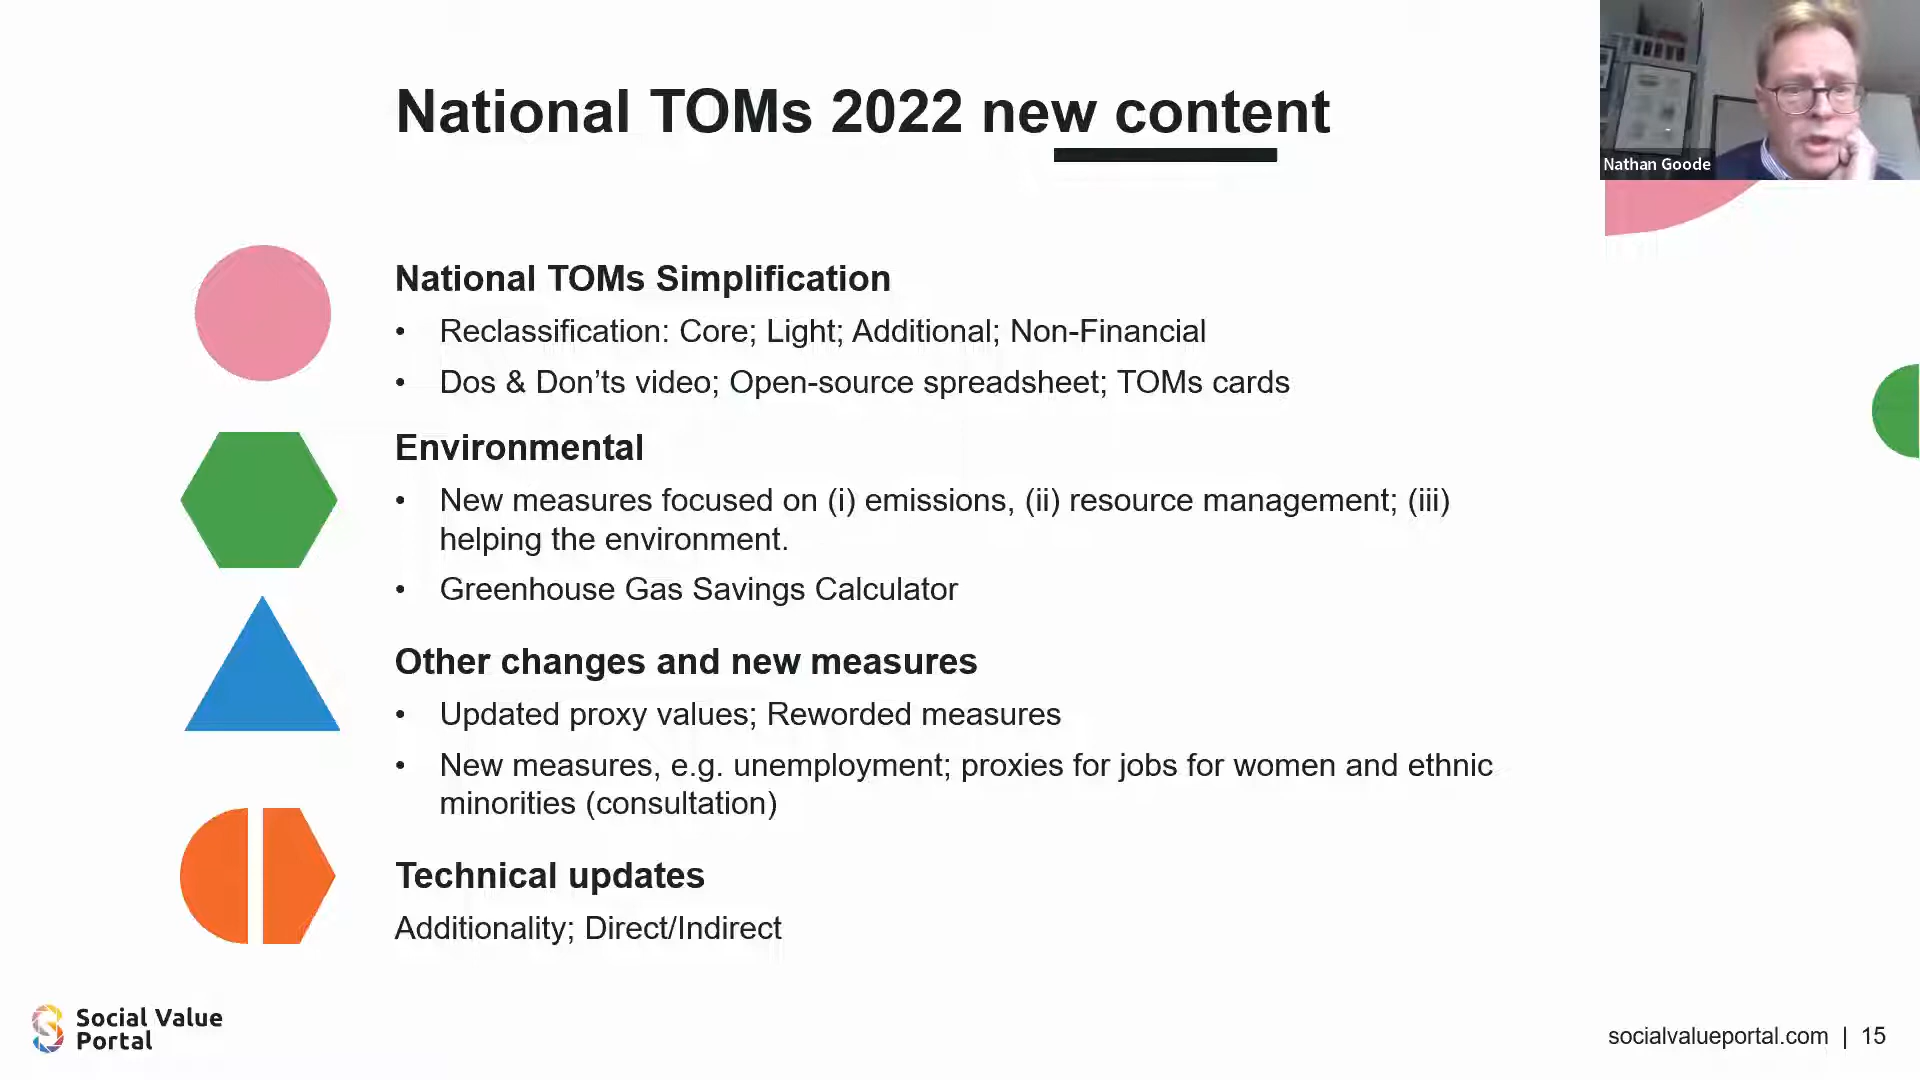 National TOMs 2022 new content
Nathan Goode
National TOMs Simplification
• Reclassification: Core; Light; Additional; Non-Financial
• Dos & Don’ts video; Open-source spreadsheet; TOMs cards
Environmental
• New measures focused on (i) emissions, (ii) resource management; (iii)
helping the environment.
• Greenhouse Gas Savings Calculator
Other changes and new measures
• Updated proxy values; Reworded measures
• New measures, e.g. unemployment; proxies for jobs for women and ethnic
minorities (consultation)
Technical updates
Additionality; Direct/Indirect
Social Value
Portal
socialvalueportal.com | 15